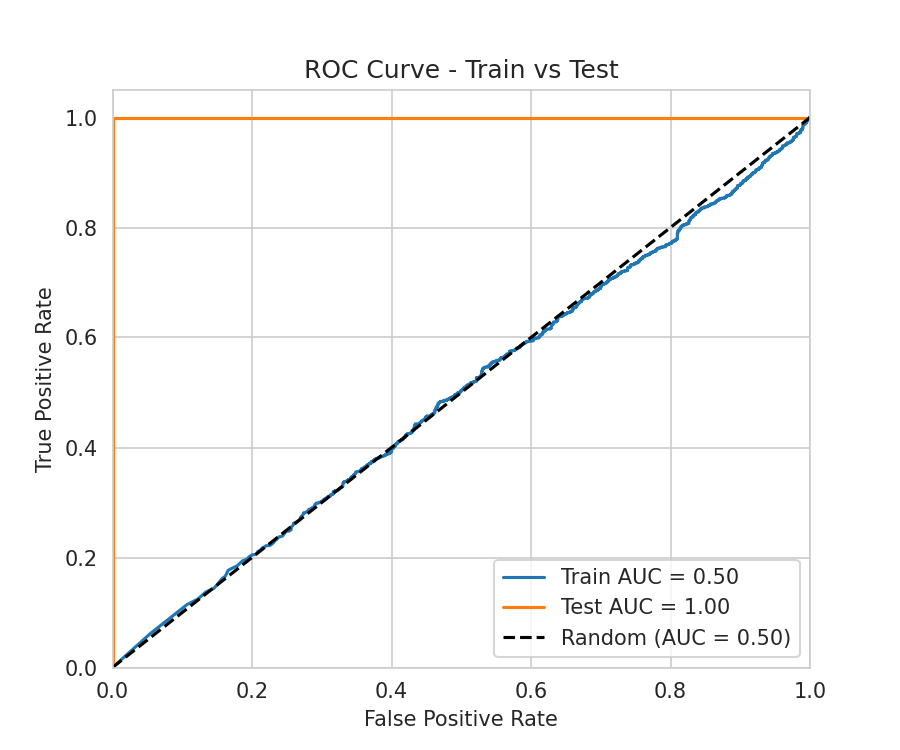 ROC Curve - Train vs Test
True Positive Rate
1.0
0.8
0.6
0.4
0.2
0.0
Train AUC = 0.50
Test AUC = 1.00
Random (AUC = 0.50)
0.0 0.2 0.4 0.6 0.8 1.0
False Positive Rate